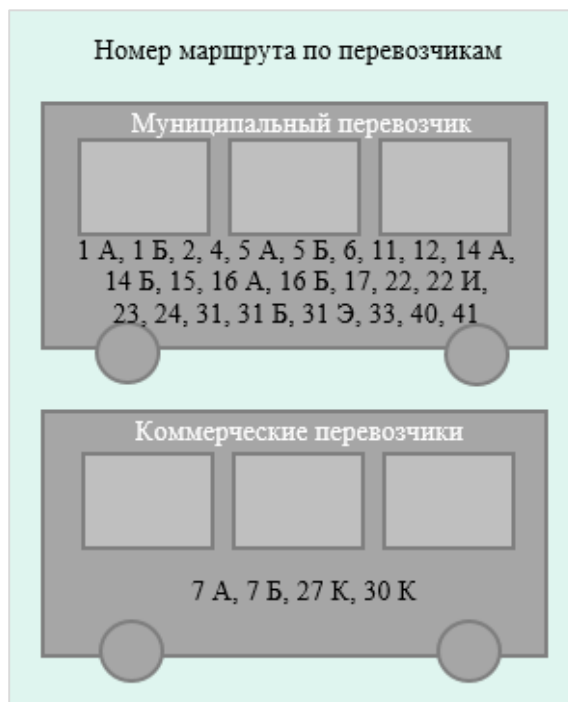 Номер маршрута по перевозчикам
Муниципальный перевозчик
1 А, 1 Б, 2, 4, 5 А, 5 Б, 6, 11, 12, 14 А,
14 Б, 15, 16 А, 16 Б, 17, 22, 22 И,
23, 24, 31, 31 Б, 31 Э, 33, 40, 41
Коммерческие перевозчики
7 А, 7 Б, 27 К, 30 К